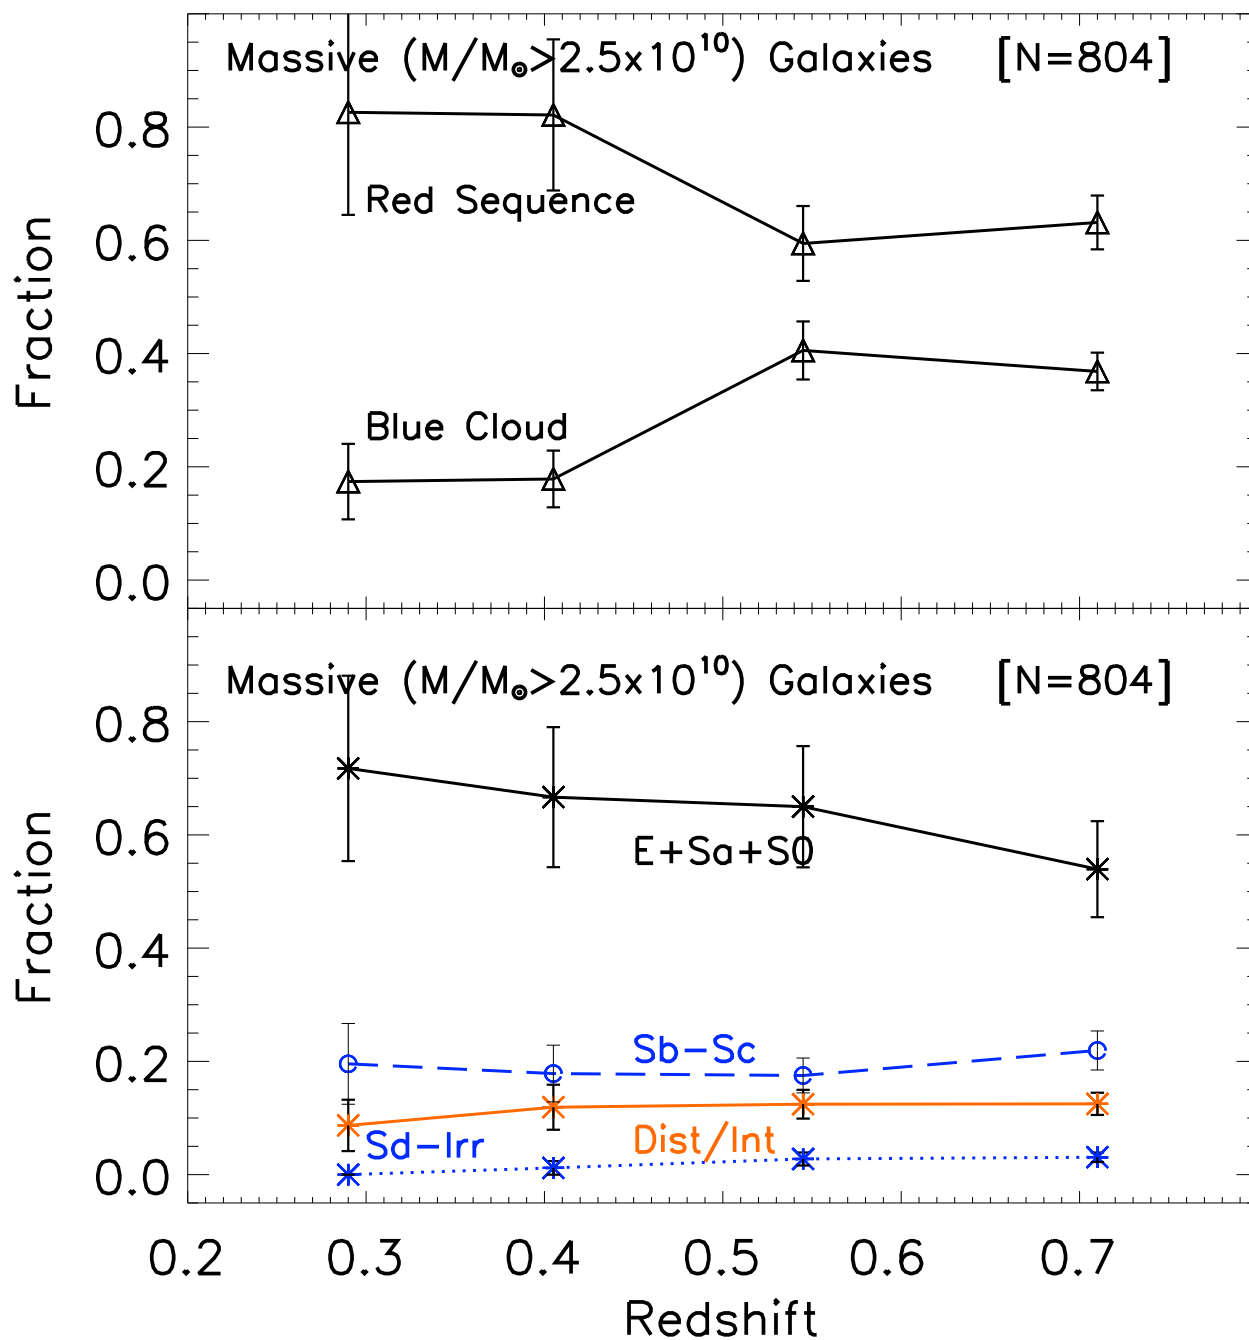 Massive (M/M⊙>2.5x10¹⁰) Galaxies [N=804]
0.8
Red Sequence
0.6
Fraction
0.4
Blue Cloud
0.2
0.0
Massive (M/M⊙>2.5x10¹⁰) Galaxies [N=804]
0.8
E+Sa+S0
0.6
Fraction
0.4
Sb-Sc
0.2
Sd-Irr
Dist/Int
0.0
0.2 0.3 0.4 0.5 0.6 0.7
Redshift